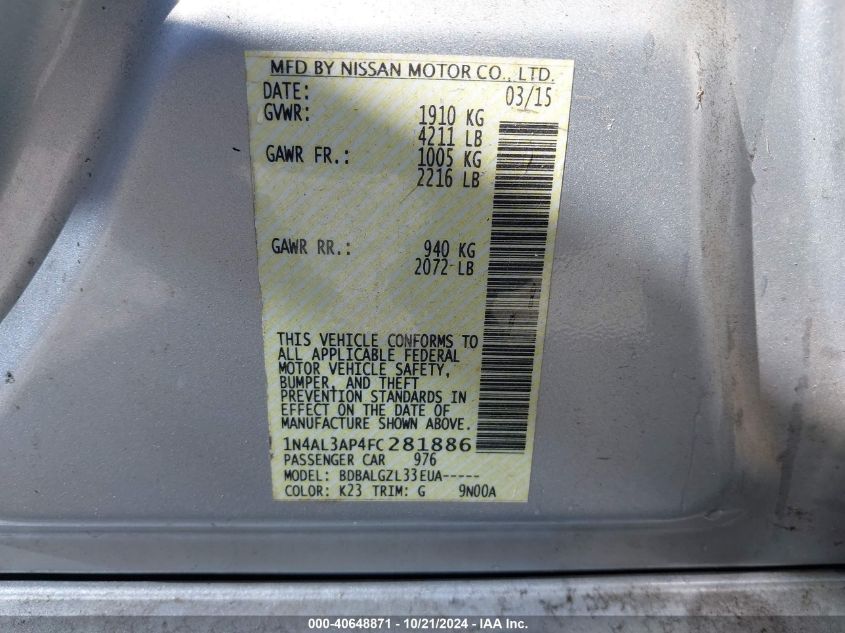 MFD BY NISSAN MOTOR CO., LTD.
DATE: 03/15
GVWR: 1910 KG
4211 LB
GAWR FR.: 1005 KG
2216 LB
GAWR RR.: 940 KG
2072 LB
THIS VEHICLE CONFORMS TO
ALL APPLICABLE FEDERAL
MOTOR VEHICLE SAFETY,
BUMPER, AND THEFT
PREVENTION STANDARDS IN
EFFECT ON THE DATE OF
MANUFACTURE SHOWN ABOVE.
1N4AL3AP4FC281886
PASSENGER CAR 976
MODEL: BDBALGZL33EUA-----
COLOR: K23 TRIM: G 9N00A
000-40648871 - 10/21/2024 - IAA Inc.